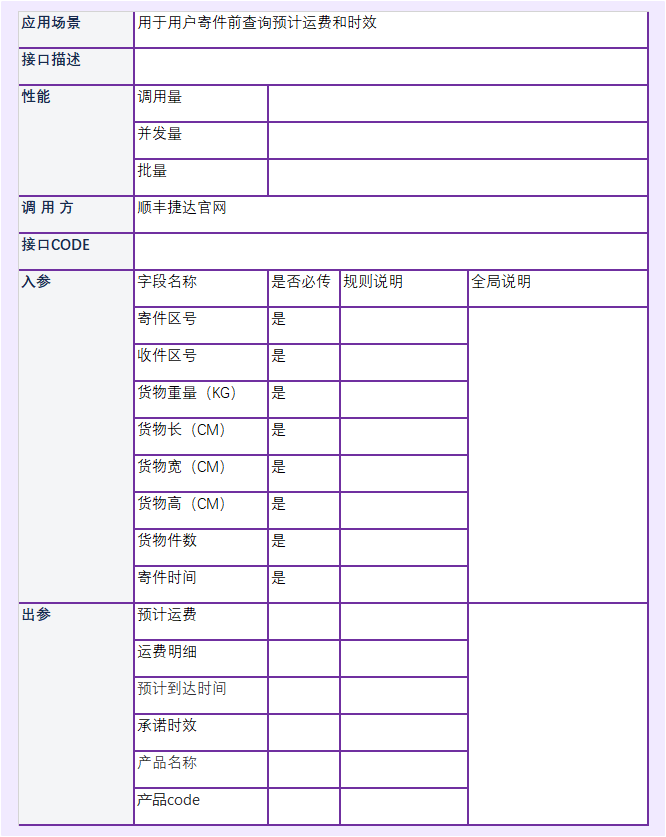 应用场景 用于用户寄件前查询预计运费和时效
接口描述
性能 调用量
并发量
批量
调 用 方 顺丰捷达官网
接口CODE
入参 字段名称 是否必传 规则说明 全局说明
寄件区号 是
收件区号 是
货物重量（KG） 是
货物长（CM） 是
货物宽（CM） 是
货物高（CM） 是
货物件数 是
寄件时间 是
出参 预计运费
运费明细
预计到达时间
承诺时效
产品名称
产品code